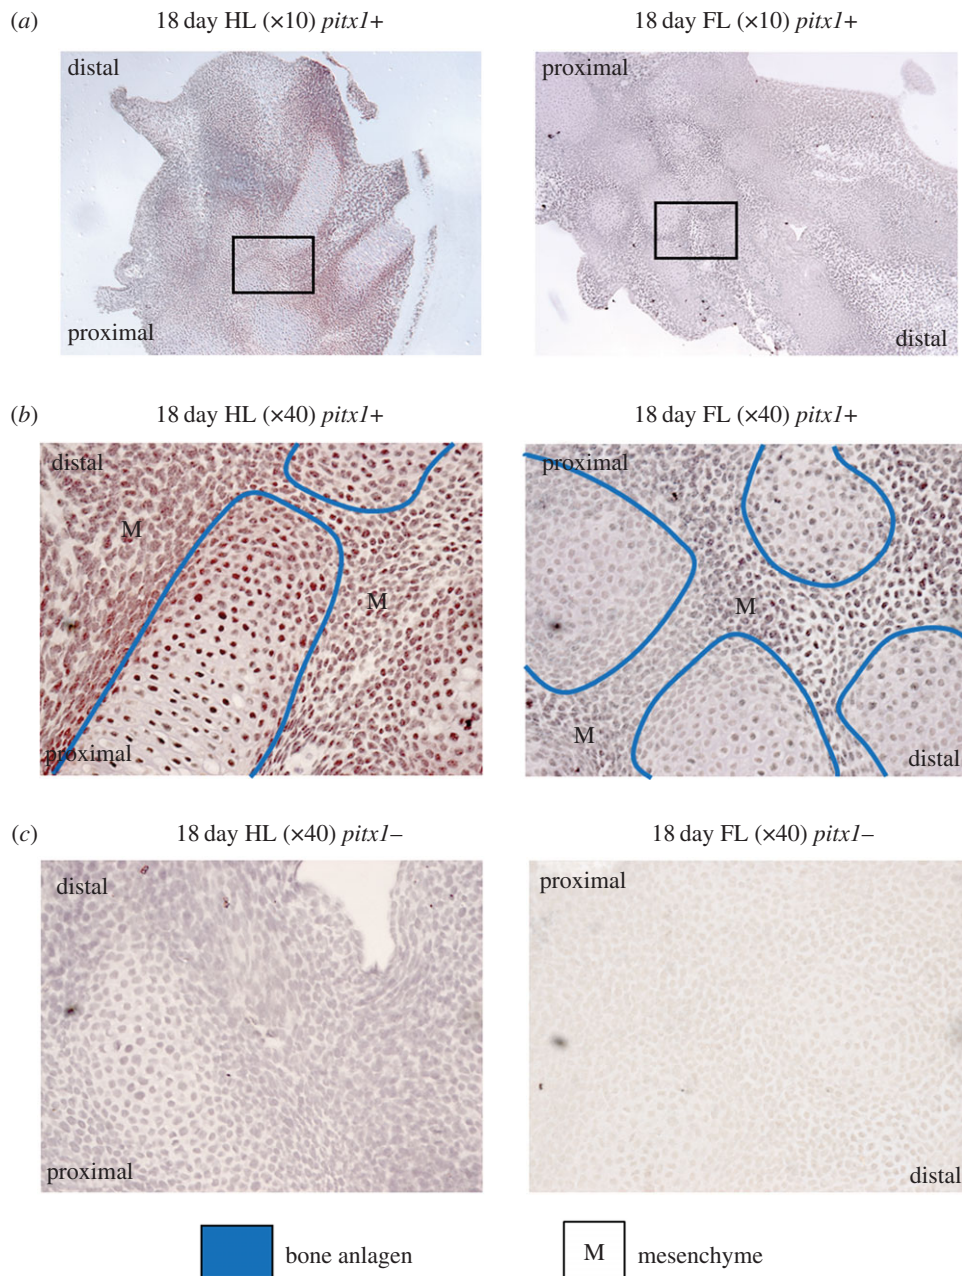 (a) 18 day HL (×10) pitx1+ 18 day FL (×10) pitx1+
distal proximal
proximal distal
(b) 18 day HL (×40) pitx1+ 18 day FL (×40) pitx1+
distal proximal
M
M M
M
proximal distal
(c) 18 day HL (×40) pitx1– 18 day FL (×40) pitx1–
distal proximal
proximal distal
bone anlagen M mesenchyme